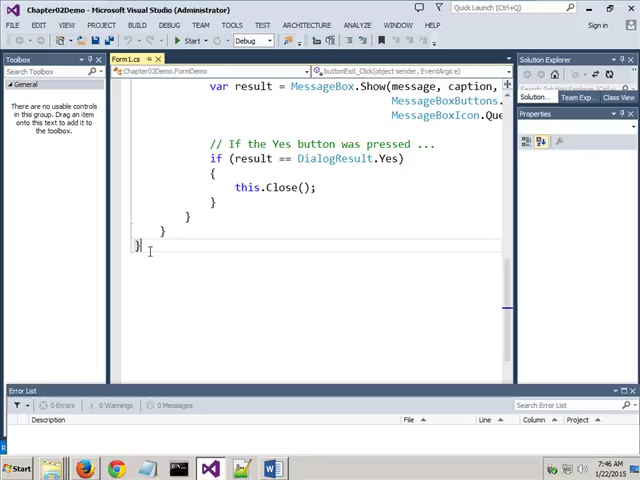 Chapter02Demo - Microsoft Visual Studio (Administrator)
Quick Launch (Ctrl+Q)
FILE EDIT VIEW PROJECT BUILD DEBUG TEAM TOOLS TEST ARCHITECTURE ANALYZE WINDOW HELP
Sign in
Start Debug
Toolbox
Search Toolbox
General
There are no usable controls
in this group. Drag an item
onto this text to add it to
the toolbox.
Form1.cs
Chapter02Demo.FormDemo
buttonExit_Click(object sender, EventArgs e)
var result = MessageBox.Show(message, caption,
MessageBoxButtons.
MessageBoxIcon.Que
// If the Yes button was pressed ...
if (result == DialogResult.Yes)
{
this.Close();
}
}
}
}
Solution Explorer
Search Solution Explorer
Solution... Team Exp... Class View
Properties
Error List
0 Errors 0 Warnings 0 Messages
Search Error List
Description File Line Column Project
Start
7:46 AM
1/22/2015